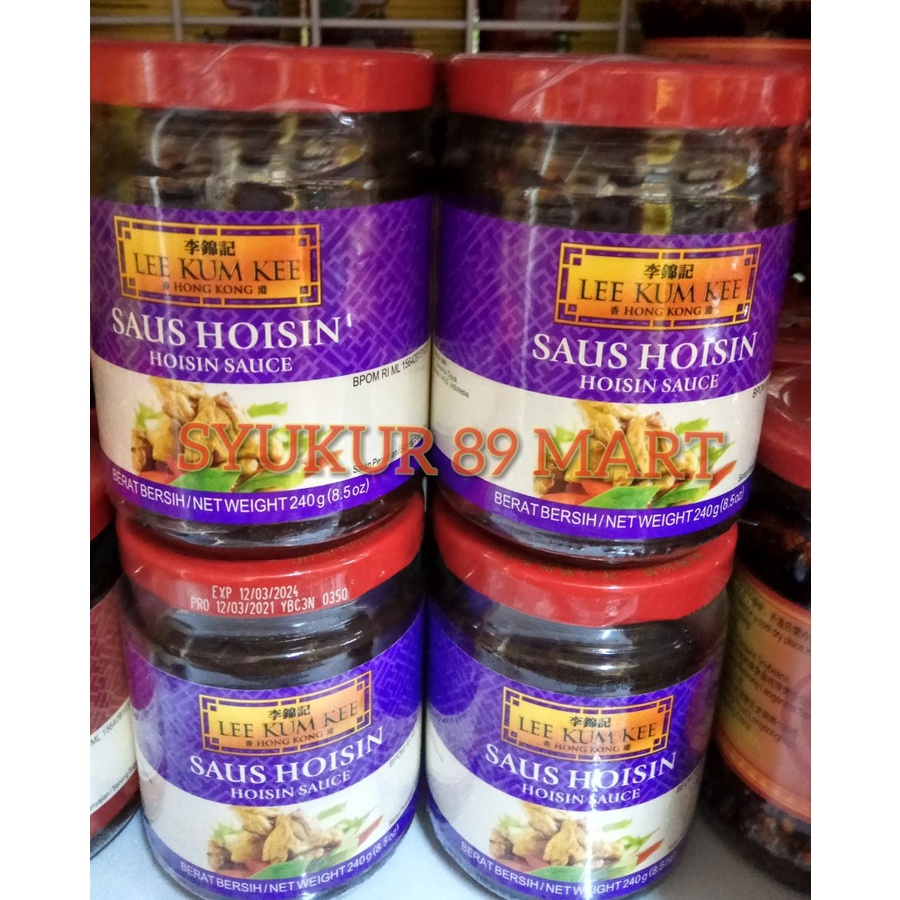 李錦記
LEE KUM KEE
香 HONG KONG 港
SAUS HOISIN
HOISIN SAUCE
BPOM RI ML
BERAT BERSIH / NET WEIGHT 240 g (8.5 oz)
李錦記
LEE KUM KEE
香 HONG KONG 港
SAUS HOISIN
HOISIN SAUCE
Indonesia
BERAT BERSIH / NET WEIGHT 240 g (8.5 oz)
SYUKUR 89 MART
EXP 12/03/2024
PRO 12/03/2021 YBC3N 0350
李錦記
LEE KUM KEE
香 HONG KONG 港
SAUS HOISIN
HOISIN SAUCE
BERAT BERSIH / NET WEIGHT 240 g (8.5 oz)
李錦記
LEE KUM KEE
香 HONG KONG 港
SAUS HOISIN
HOISIN SAUCE
BERAT BERSIH / NET WEIGHT 240 g (8.5